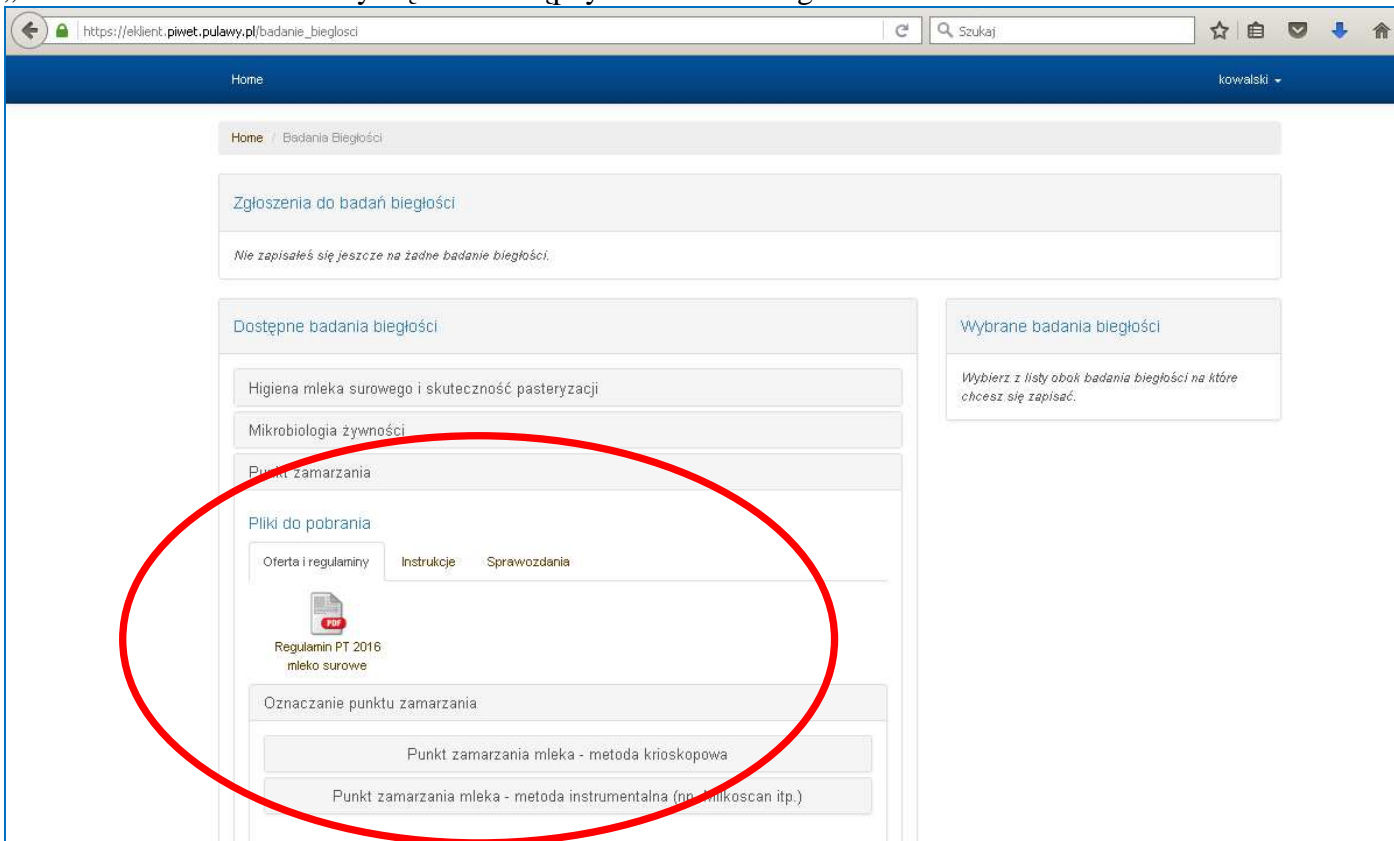 https://eklient.piwet.pulawy.pl/badanie_bieglosci
Szukaj
Home
kowalski
Home / Badania Biegłości
Zgłoszenia do badań biegłości
Nie zapisałeś się jeszcze na żadne badanie biegłości.
Dostępne badania biegłości
Higiena mleka surowego i skuteczność pasteryzacji
Mikrobiologia żywności
Punkt zamarzania
Pliki do pobrania
Oferta i regulaminy Instrukcje Sprawozdania
PDF
Regulamin PT 2016
mleko surowe
Oznaczanie punktu zamarzania
Punkt zamarzania mleka - metoda krioskopowa
Punkt zamarzania mleka - metoda instrumentalna (np. Milkoscan itp.)
Wybrane badania biegłości
Wybierz z listy obok badania biegłości na które
chcesz się zapisać.